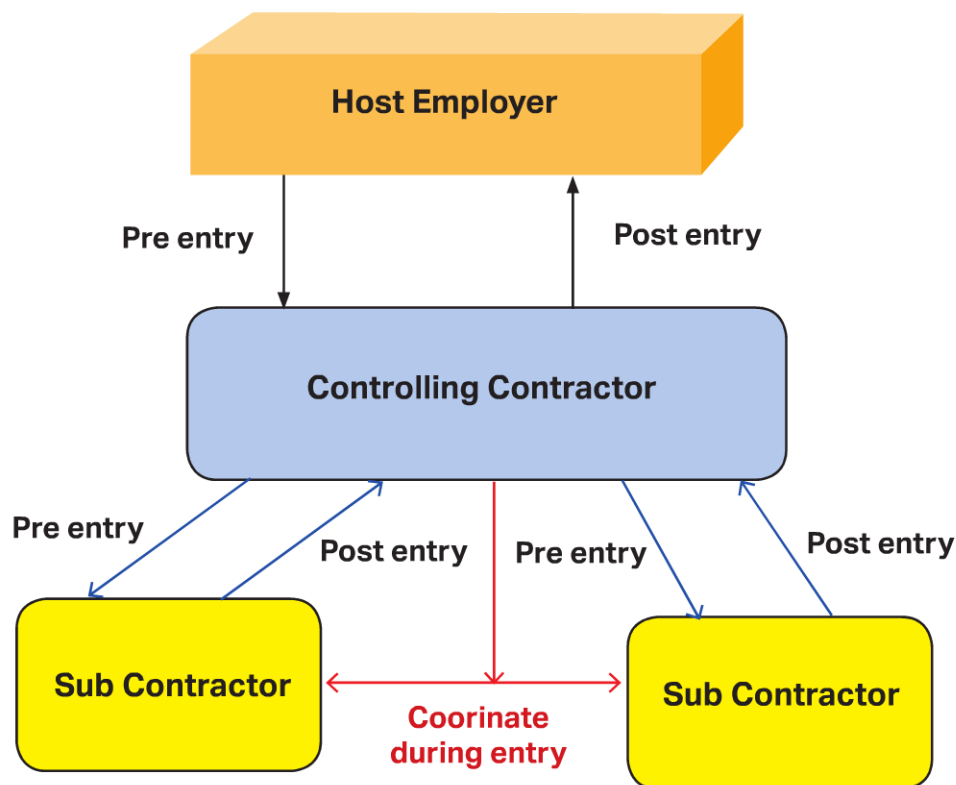 Host Employer
Pre entry
Post entry
Controlling Contractor
Pre entry
Post entry
Pre entry
Post entry
Sub Contractor
Sub Contractor
Coorinate
during entry